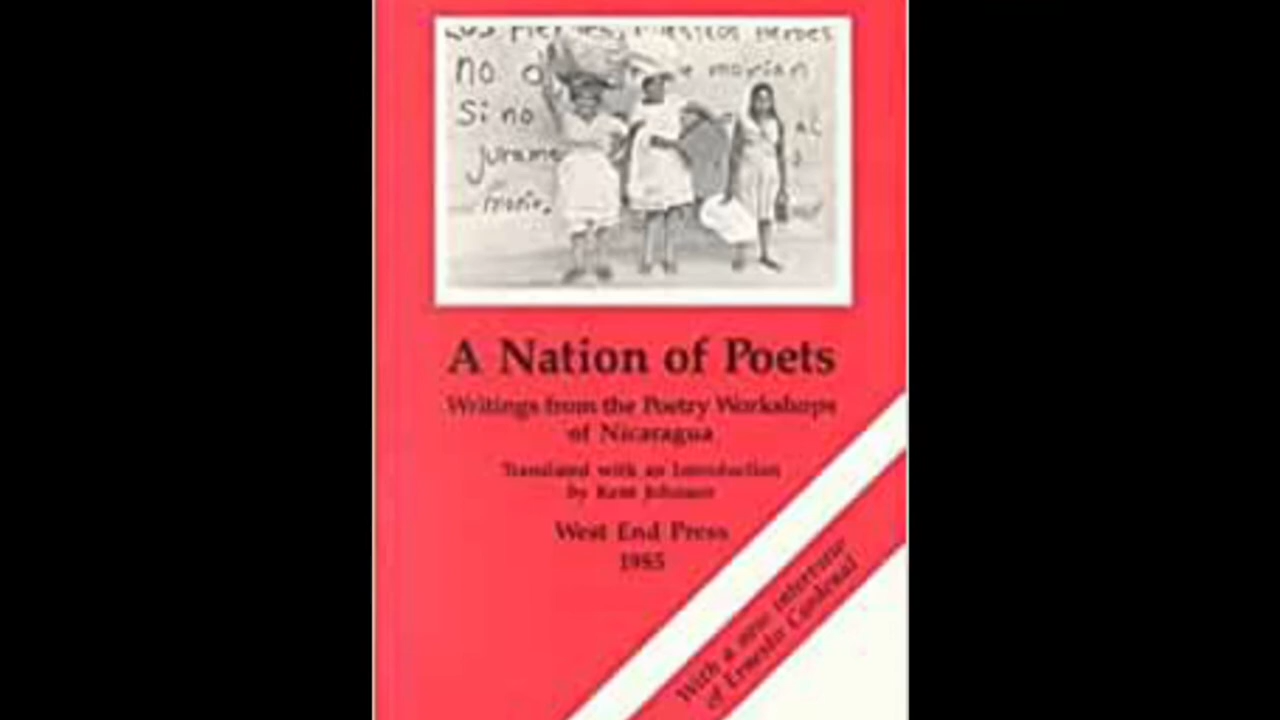 no
Si no
morian
A Nation of Poets
Writings from the Poetry Workshops
of Nicaragua
Translated with an Introduction
by Kent Johnson
West End Press
1985
With a new interview
of Ernesto Cardenal